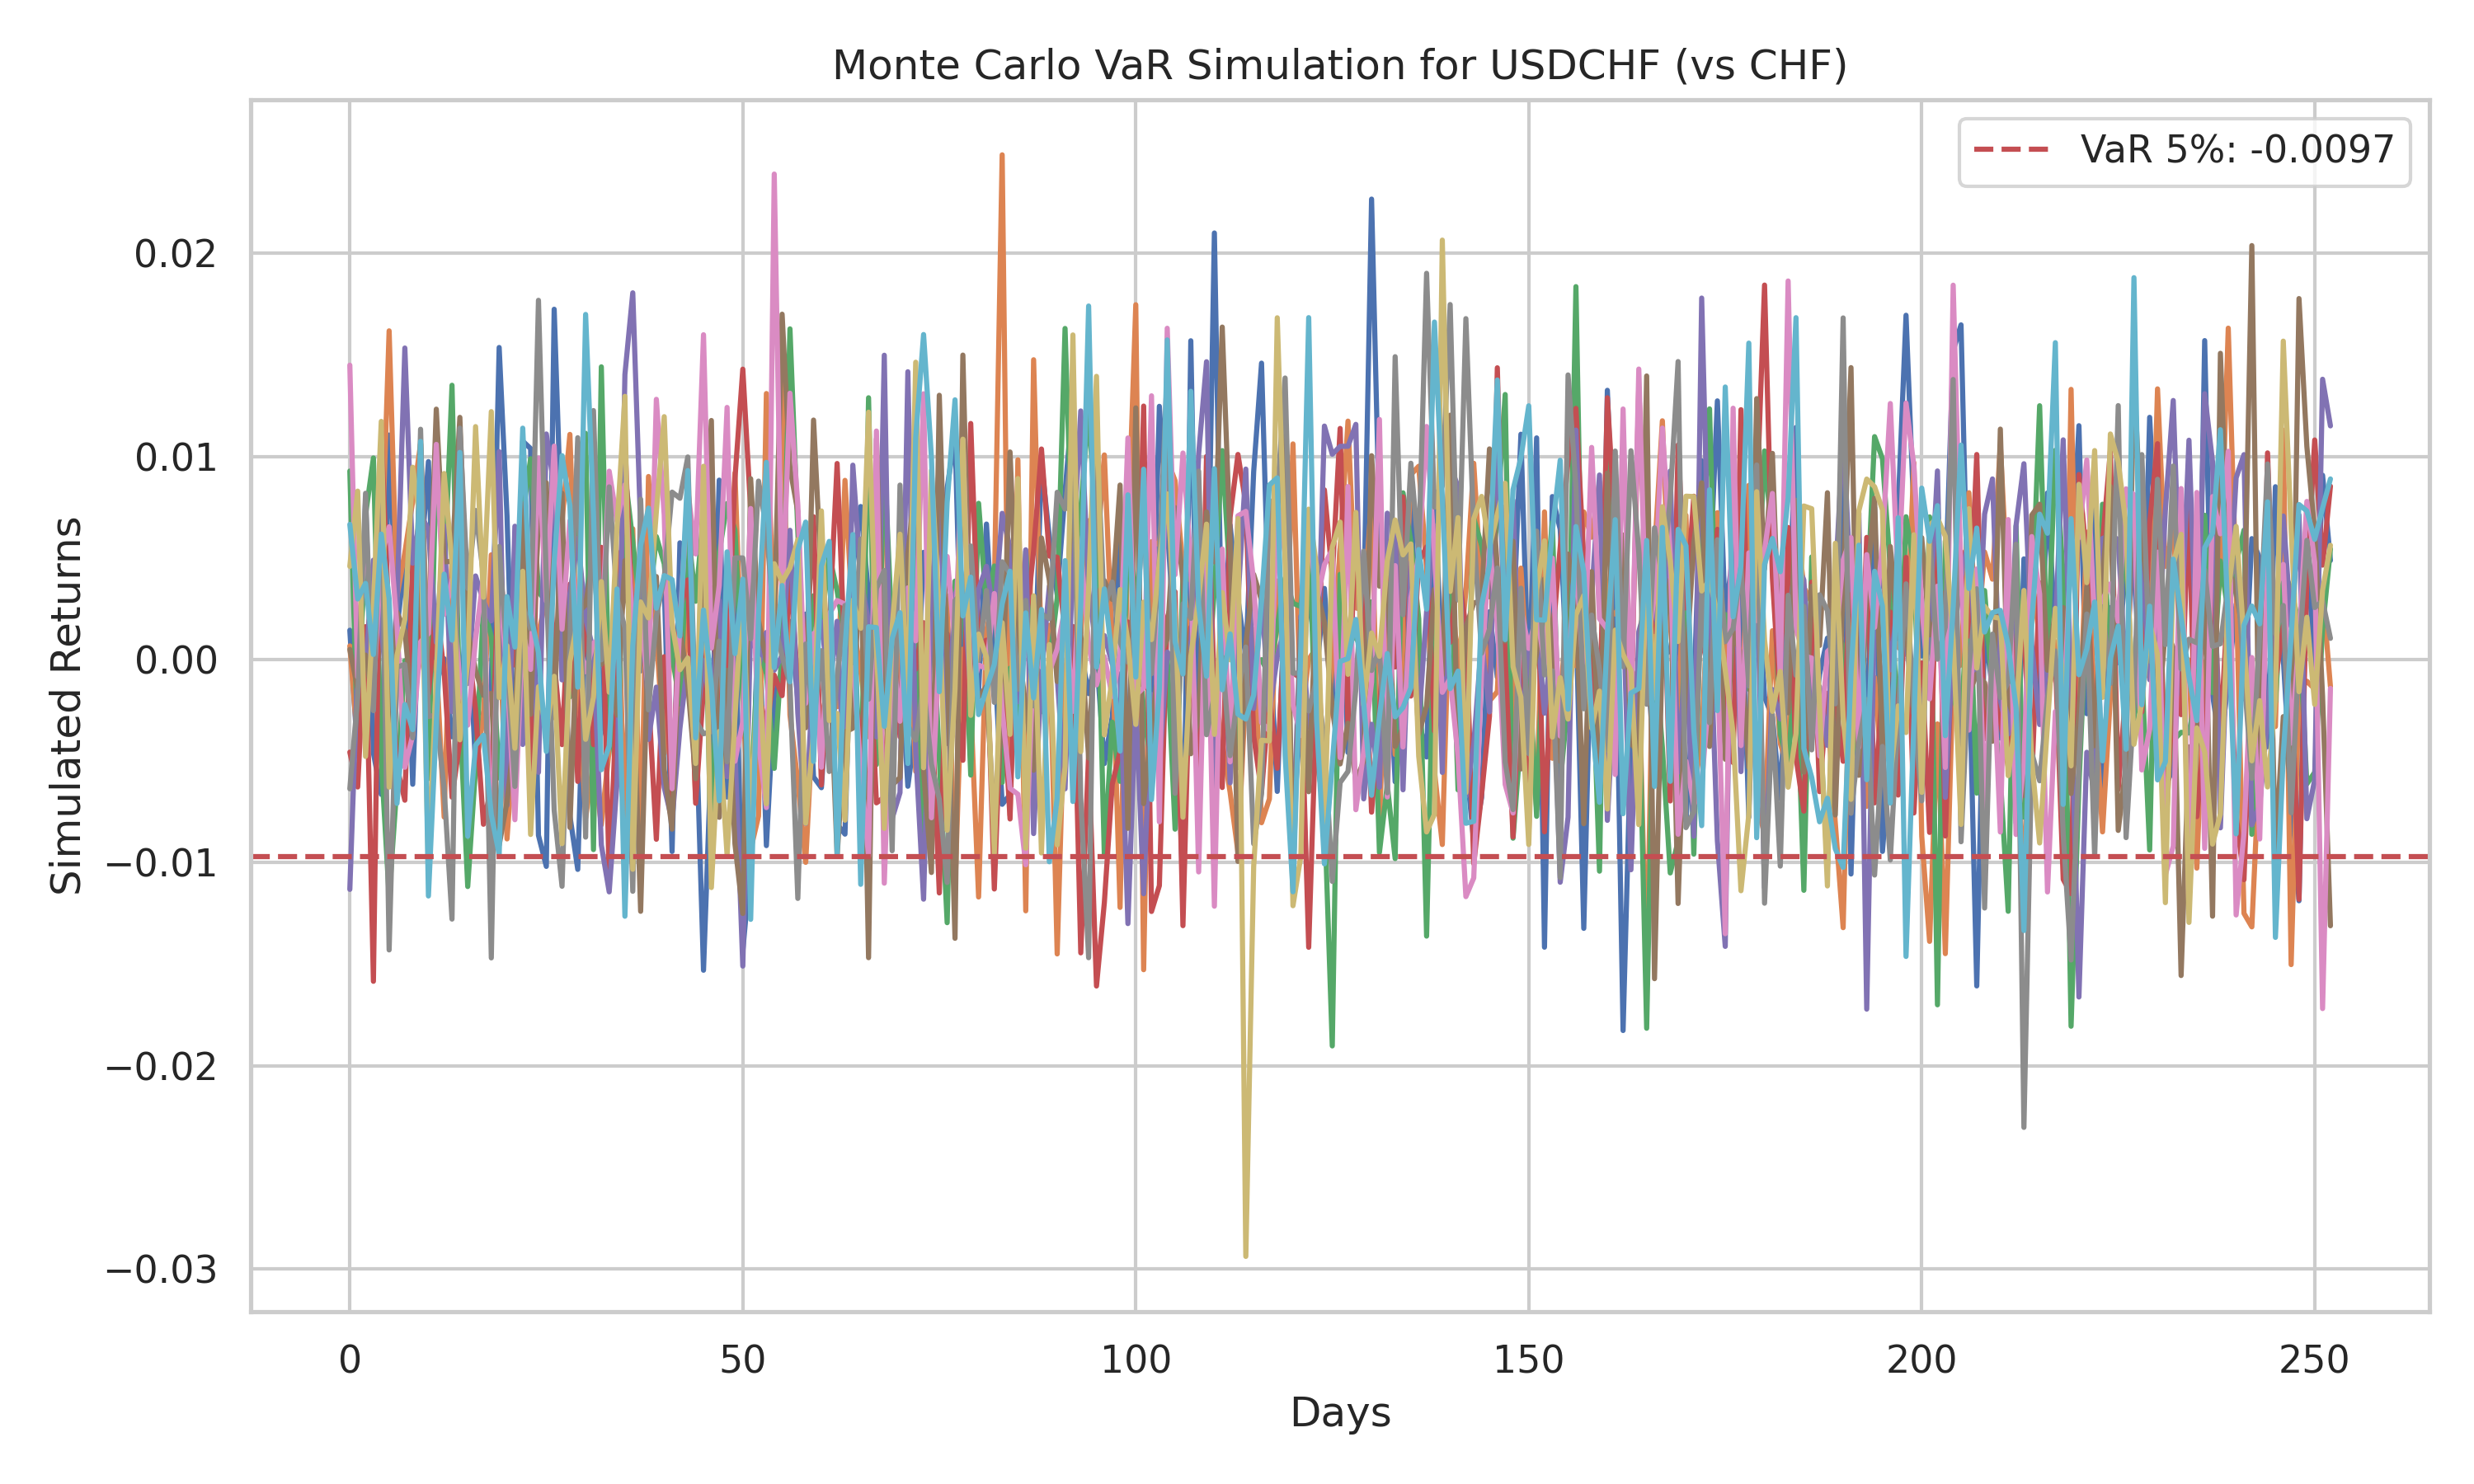 Monte Carlo VaR Simulation for USDCHF (vs CHF)
VaR 5%: -0.0097
Simulated Returns
0.02
0.01
0.00
−0.01
−0.02
−0.03
0 50 100 150 200 250
Days